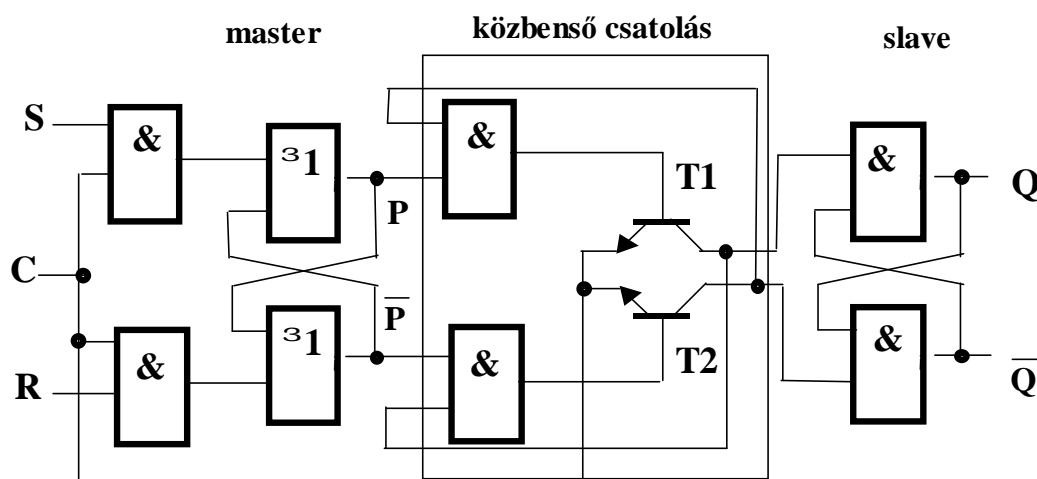 master
közbenső csatolás
slave
S
&
³1
P
&
T1
&
Q
C
R
&
³1
P̅
&
T2
&
Q̅